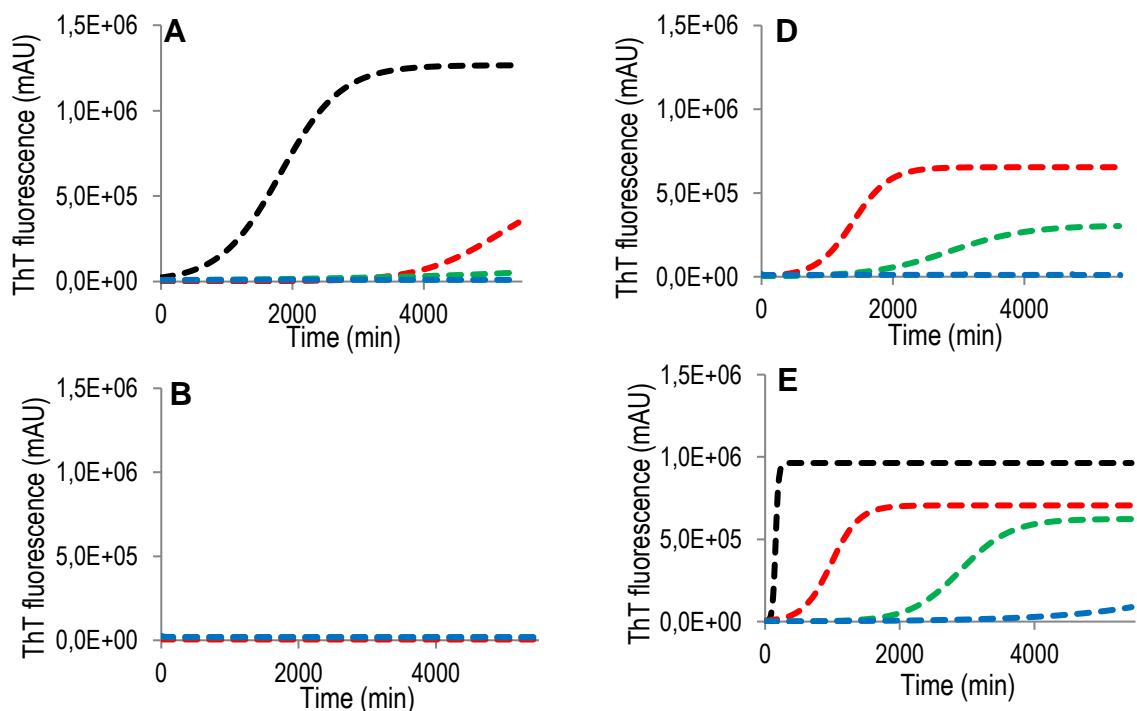 A
ThT fluorescence (mAU)
1,5E+06
1,0E+06
5,0E+05
0,0E+00
0
2000
4000
Time (min)
D
ThT fluorescence (mAU)
1,5E+06
1,0E+06
5,0E+05
0,0E+00
0
2000
4000
Time (min)
B
ThT fluorescence (mAU)
1,5E+06
1,0E+06
5,0E+05
0,0E+00
0
2000
4000
Time (min)
E
ThT fluorescence (mAU)
1,5E+06
1,0E+06
5,0E+05
0,0E+00
0
2000
4000
Time (min)